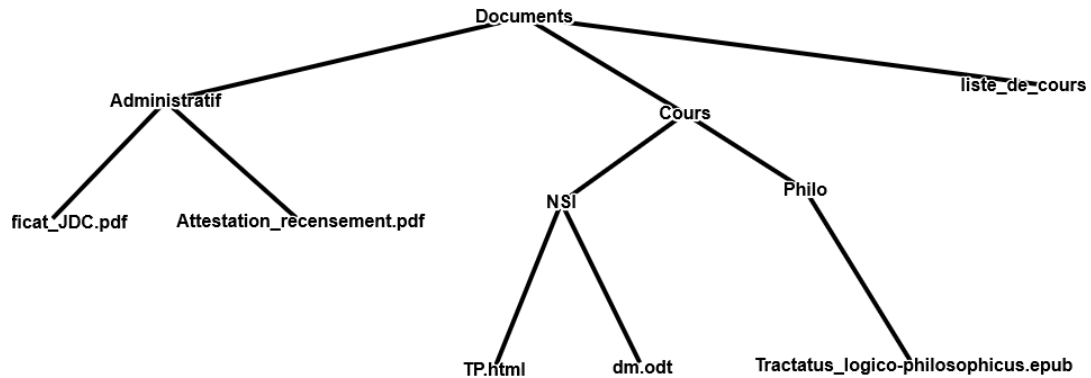 Documents
Administratif
Cours
liste_de_cours
ficat_JDC.pdf
Attestation_recensement.pdf
NSI
Philo
TP.html
dm.odt
Tractatus_logico-philosophicus.epub